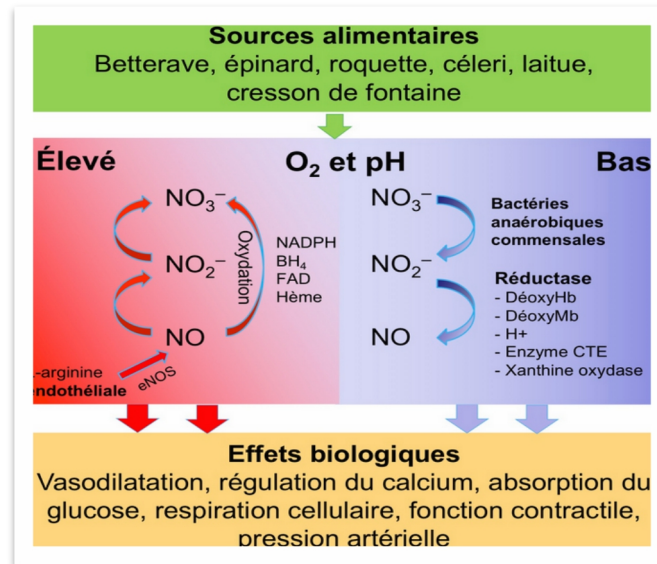 Sources alimentaires
Betterave, épinard, roquette, céleri, laitue,
cresson de fontaine
Élevé
O₂ et pH
Bas
NO₃⁻
NO₂⁻
NO
Oxydation
NADPH
BH₄
FAD
Hème
-arginine
endothéliale
eNOS
NO₃⁻
NO₂⁻
NO
Bactéries
anaérobiques
commensales
Réductase
- DéoxyHb
- DéoxyMb
- H+
- Enzyme CTE
- Xanthine oxydase
Effets biologiques
Vasodilatation, régulation du calcium, absorption du
glucose, respiration cellulaire, fonction contractile,
pression artérielle